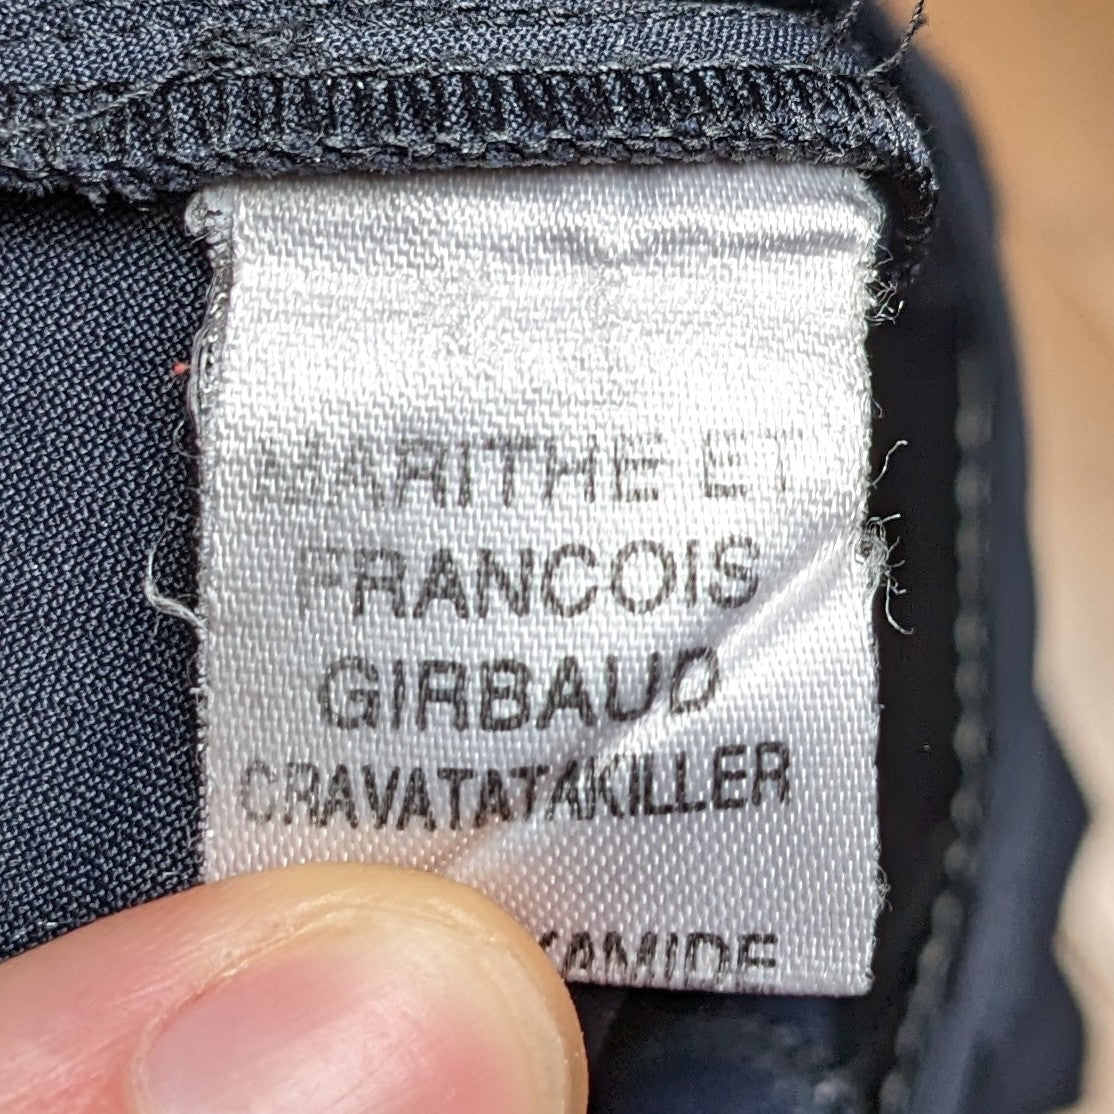 MARITHE ET
FRANCOIS
GIRBAUD
CRAVATATAKILLER